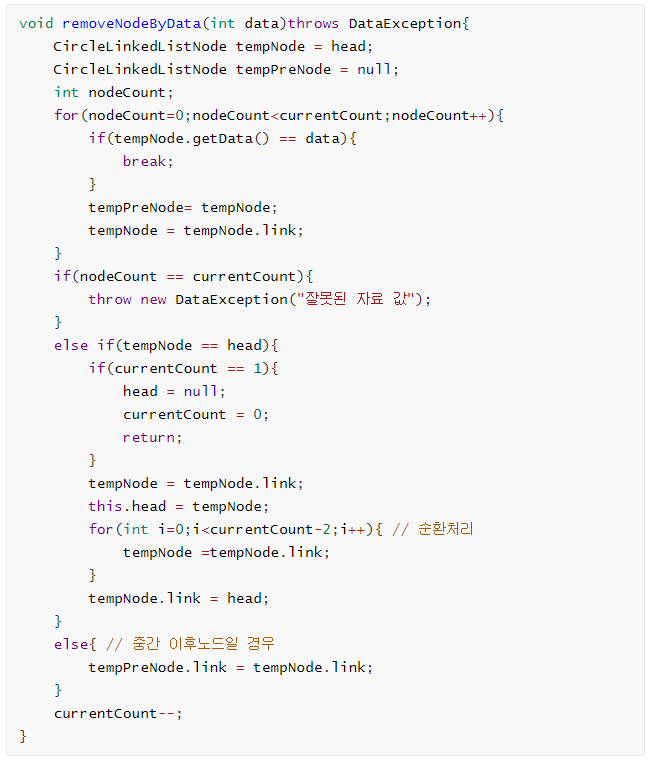 void removeNodeByData(int data)throws DataException{
    CircleLinkedListNode tempNode = head;
    CircleLinkedListNode tempPreNode = null;
    int nodeCount;
    for(nodeCount=0;nodeCount<currentCount;nodeCount++){
        if(tempNode.getData() == data){
            break;
        }
        tempPreNode= tempNode;
        tempNode = tempNode.link;
    }
    if(nodeCount == currentCount){
        throw new DataException("잘못된 자료 값");
    }
    else if(tempNode == head){
        if(currentCount == 1){
            head = null;
            currentCount = 0;
            return;
        }
        tempNode = tempNode.link;
        this.head = tempNode;
        for(int i=0;i<currentCount-2;i++){ // 순환처리
            tempNode =tempNode.link;
        }
        tempNode.link = head;
    }
    else{ // 중간 이후노드일 경우
        tempPreNode.link = tempNode.link;
    }
    currentCount--;
}